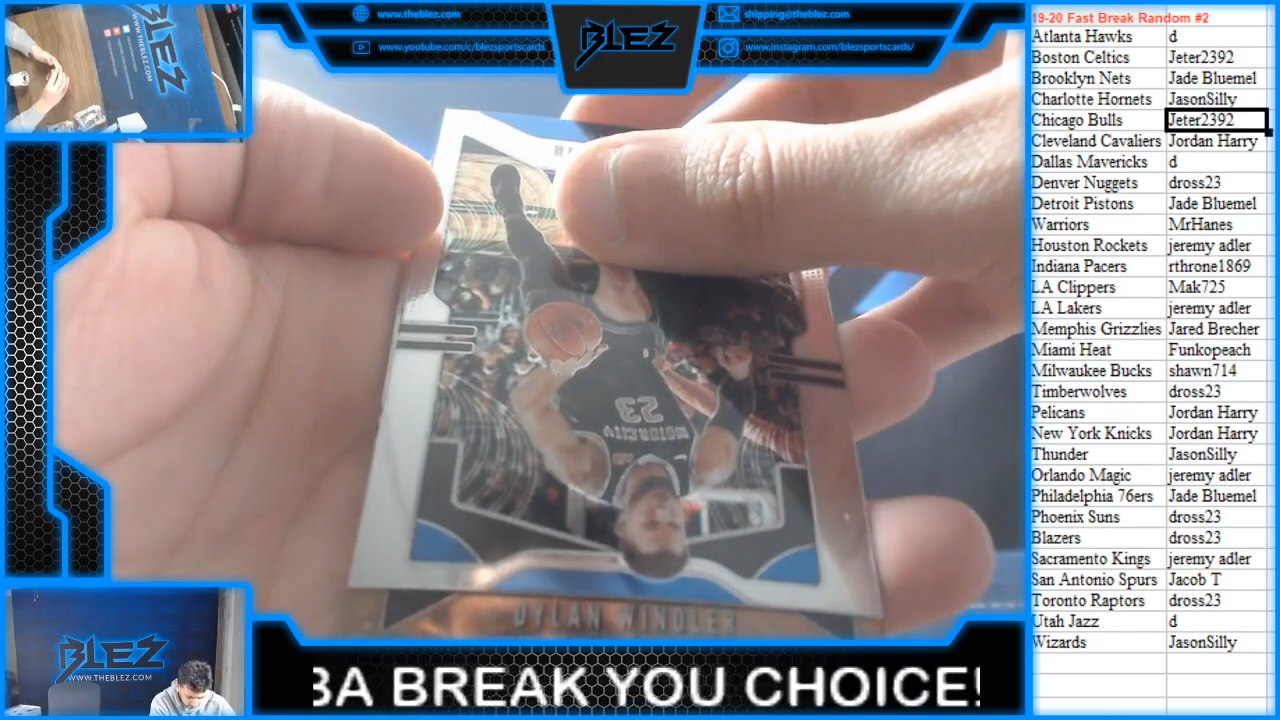 www.theblez.com
www.youtube.com/c/blezsportscards
BLEZ
shipping@theblez.com
www.instagram.com/blezsportscards/
BLEZ
WWW.THEBLEZ.COM
23
MOTORCITY
DYLAN WINDLER
BLEZ
WWW.THEBLEZ.COM
BA BREAK YOU CHOICE!
19-20 Fast Break Random #2
Atlanta Hawks d
Boston Celtics Jeter2392
Brooklyn Nets Jade Bluemel
Charlotte Hornets JasonSilly
Chicago Bulls Jeter2392
Cleveland Cavaliers Jordan Harry
Dallas Mavericks d
Denver Nuggets dross23
Detroit Pistons Jade Bluemel
Warriors MrHanes
Houston Rockets jeremy adler
Indiana Pacers rthrone1869
LA Clippers Mak725
LA Lakers jeremy adler
Memphis Grizzlies Jared Brecher
Miami Heat Funkopeach
Milwaukee Bucks shawn714
Timberwolves dross23
Pelicans Jordan Harry
New York Knicks Jordan Harry
Thunder JasonSilly
Orlando Magic jeremy adler
Philadelphia 76ers Jade Bluemel
Phoenix Suns dross23
Blazers dross23
Sacramento Kings jeremy adler
San Antonio Spurs Jacob T
Toronto Raptors dross23
Utah Jazz d
Wizards JasonSilly